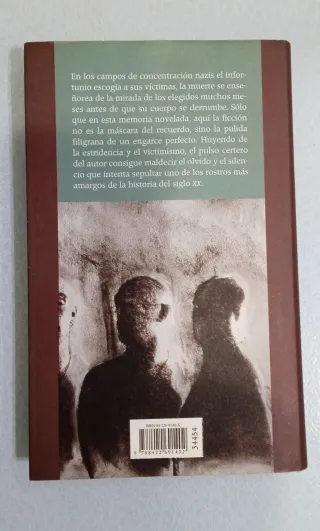 En los campos de concentración nazis el infor-
tunio escogía a sus víctimas, la muerte se ense-
ñorea de la mirada de los elegidos muchos me-
ses antes de que su cuerpo se derrumbe. Sólo
que en esta memoria novelada, aquí la ficción
no es la máscara del recuerdo, sino la pulida
filigrana de un engarce perfecto. Huyendo de
la estridencia y el victimismo, el pulso certero
del autor consigue maldecir el olvido y el silen-
cio que intenta sepultar uno de los rostros más
amargos de la historia del siglo XX.
34454